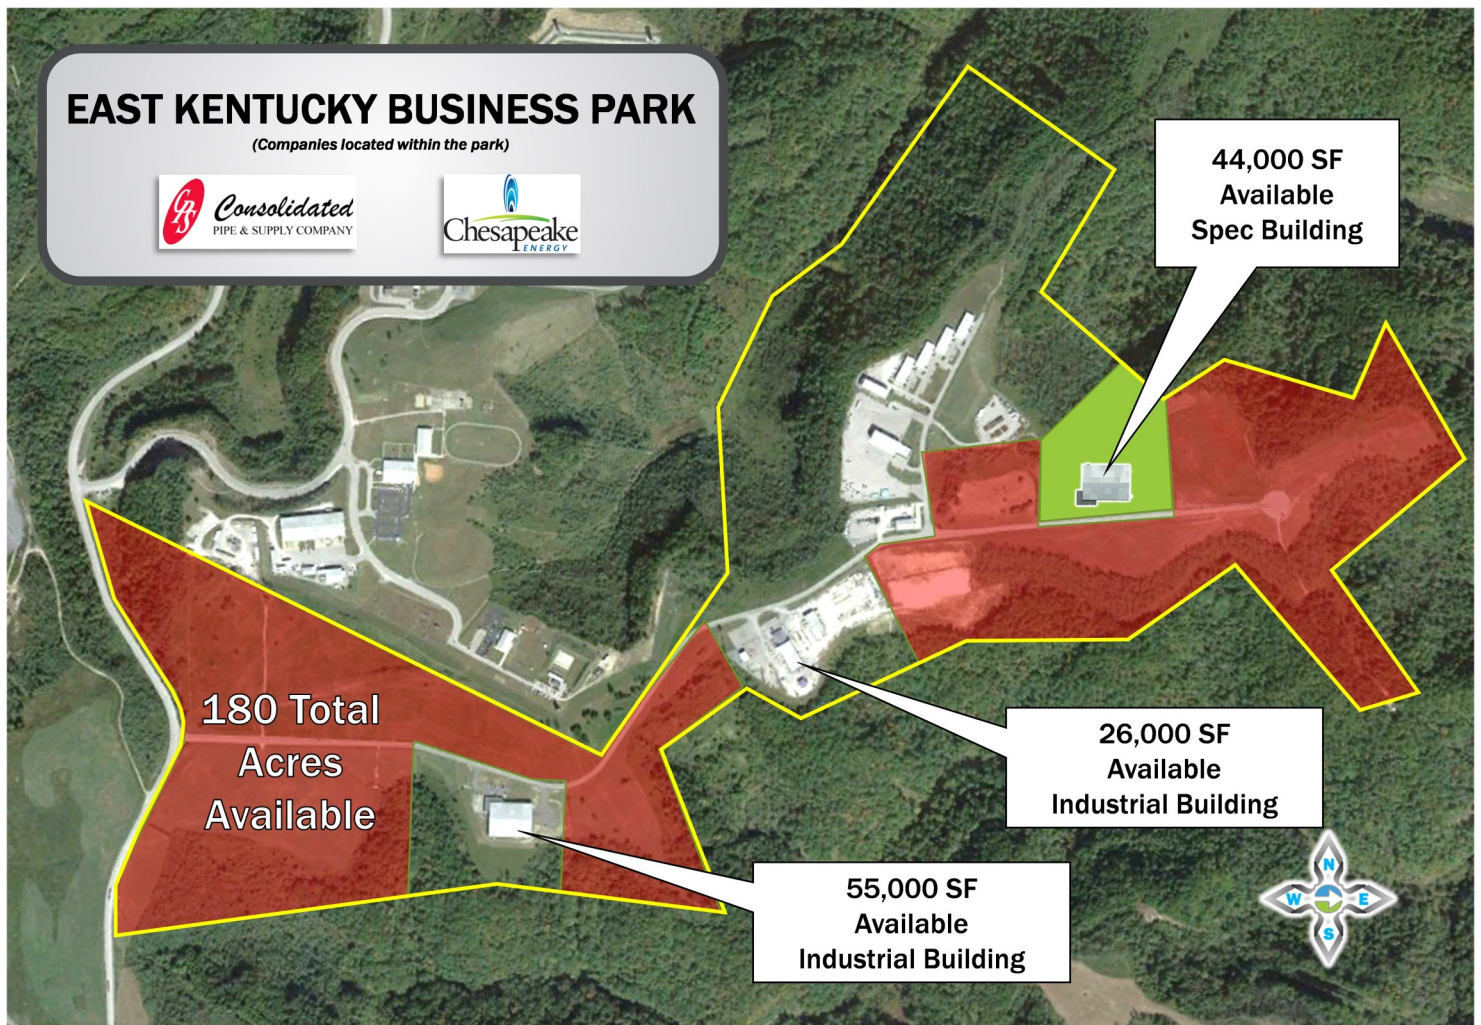 EAST KENTUCKY BUSINESS PARK
(Companies located within the park)
CPS
Consolidated
PIPE & SUPPLY COMPANY
Chesapeake
ENERGY
44,000 SF
Available
Spec Building
180 Total
Acres
Available
26,000 SF
Available
Industrial Building
55,000 SF
Available
Industrial Building
N
W
E
S